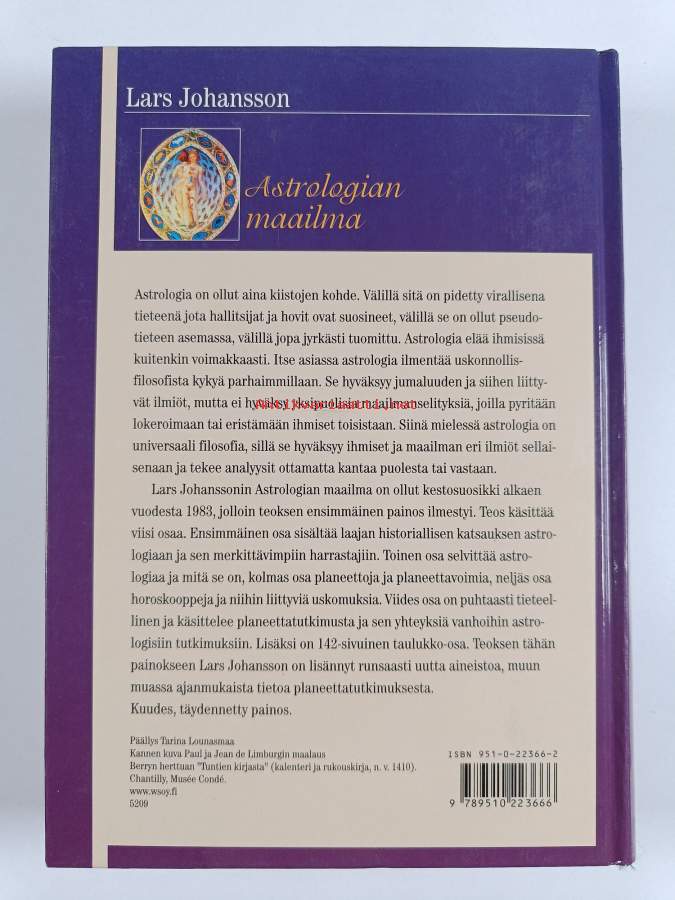 Lars Johansson
Astrologian
maailma
Astrologia on ollut aina kiistojen kohde. Välillä sitä on pidetty virallisena
tieteenä jota hallitsijat ja hovit ovat suosineet, välillä se on ollut pseudo-
tieteen asemassa, välillä jopa jyrkästi tuomittu. Astrologia elää ihmisissä
kuitenkin voimakkaasti. Itse asiassa astrologia ilmentää uskonnollis-
filosofista kykyä parhaimmillaan. Se hyväksyy jumaluuden ja siihen liitty-
vät ilmiöt, mutta ei hyväksy yksipuolisia maailmanselityksiä, joilla pyritään
Antikvariaatti.net
lokeroimaan tai eristämään ihmiset toisistaan. Siinä mielessä astrologia on
universaali filosofia, sillä se hyväksyy ihmiset ja maailman eri ilmiöt sellai-
senaan ja tekee analyysit ottamatta kantaa puolesta tai vastaan.
Lars Johanssonin Astrologian maailma on ollut kestosuosikki alkaen
vuodesta 1983, jolloin teoksen ensimmäinen painos ilmestyi. Teos käsittää
viisi osaa. Ensimmäinen osa sisältää laajan historiallisen katsauksen astro-
logiaan ja sen merkittävimpiin harrastajiin. Toinen osa selvittää astro-
logiaa ja mitä se on, kolmas osa planeettoja ja planeettavoimia, neljäs osa
horoskooppeja ja niihin liittyviä uskomuksia. Viides osa on puhtaasti tieteel-
linen ja käsittelee planeettatutkimusta ja sen yhteyksiä vanhoihin astro-
logisiin tutkimuksiin. Lisäksi on 142-sivuinen taulukko-osa. Teoksen tähän
painokseen Lars Johansson on lisännyt runsaasti uutta aineistoa, muun
muassa ajanmukaista tietoa planeettatutkimuksesta.
Kuudes, täydennetty painos.
Päällys Tarina Lounasmaa
Kannen kuva Paul ja Jean de Limburgin maalaus
Berryn herttuan "Tuntien kirjasta" (kalenteri ja rukouskirja, n. v. 1410).
Chantilly, Musée Condé.
www.wsoy.fi
5209
ISBN 951-0-22366-2
9 789510 223666